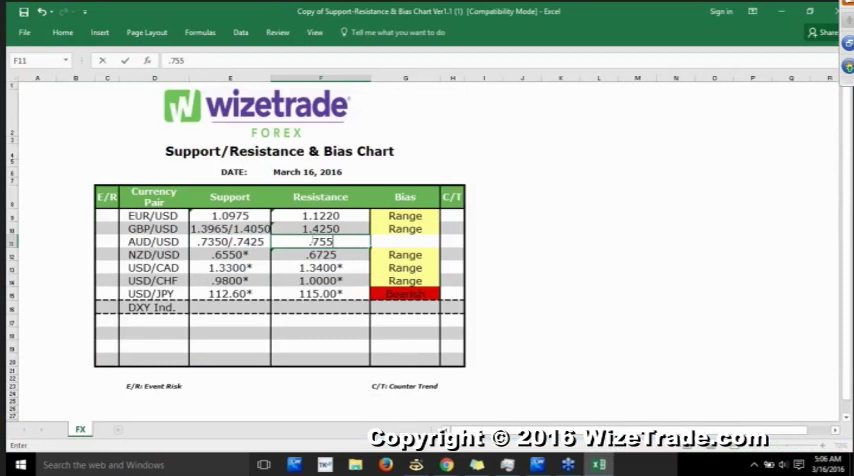 Copy of Support-Resistance & Bias Chart Ver1.1 (1) [Compatibility Mode] - Excel
Sign in
File Home Insert Page Layout Formulas Data Review View Tell me what you want to do Share
F11 .755
A B C D E F G H I J K L M N O P Q R
wizetrade
FOREX
Support/Resistance & Bias Chart
DATE: March 16, 2016
E/R Currency Pair Support Resistance Bias C/T
EUR/USD 1.0975 1.1220 Range
GBP/USD 1.3965/1.4050 1.4250 Range
AUD/USD .7350/.7425 .755
NZD/USD .6550* .6725 Range
USD/CAD 1.3300* 1.3400* Range
USD/CHF .9800* 1.0000* Range
USD/JPY 112.60* 115.00* Bearish
DXY Ind.
E/R: Event Risk C/T: Counter Trend
FX
Enter
Copyright © 2016 WizeTrade.com
Search the web and Windows
5:06 AM
3/16/2016